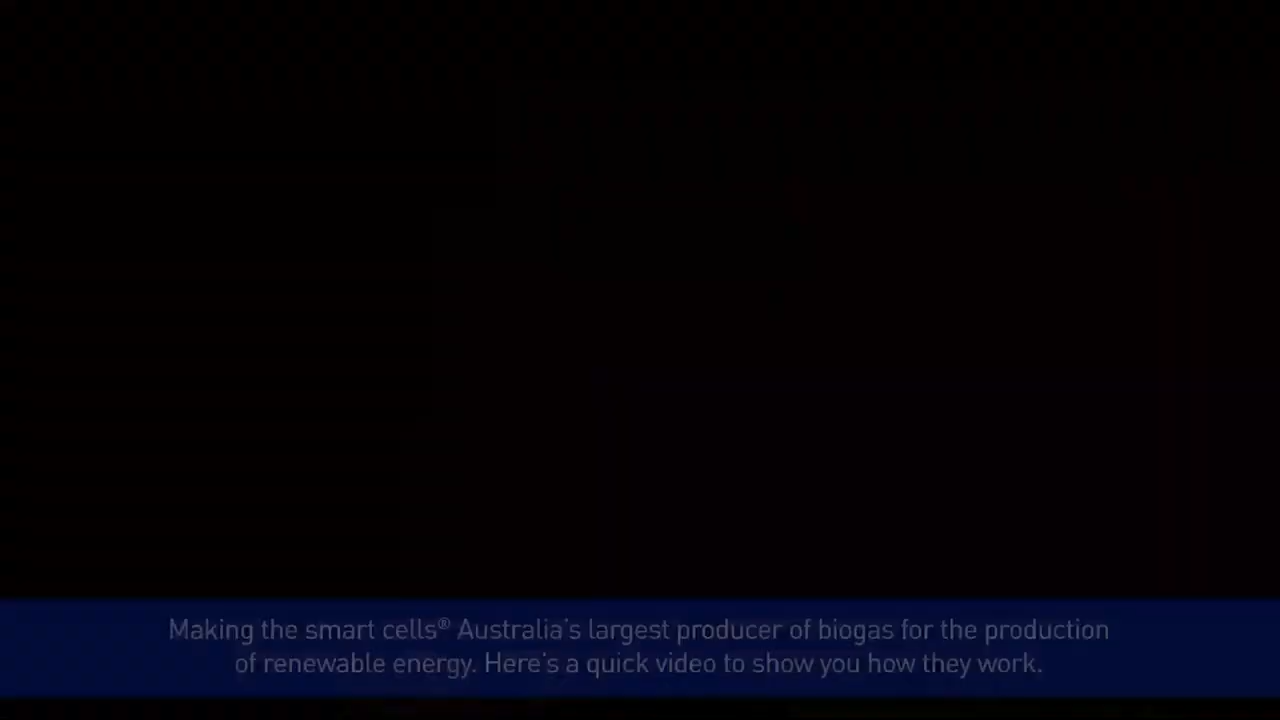 Making the smart cells® Australia's largest producer of biogas for the production
of renewable energy. Here's a quick video to show you how they work.